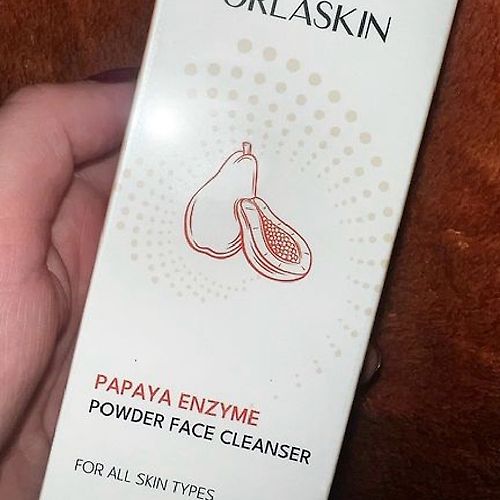 ORLASKIN
PAPAYA ENZYME
POWDER FACE CLEANSER
FOR ALL SKIN TYPES